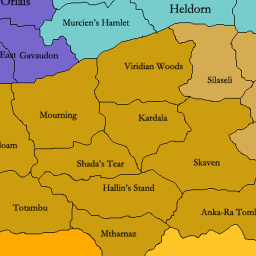 Orlais
Heldorn
Murcien's Hamlet
East Gavaudon
Viridian Woods
Silaseli
Mourning
Kardala
loam
Shada's Tear
Skaven
Hallin's Stand
Totambu
Anka-Ra Tomb
Mtharnaz